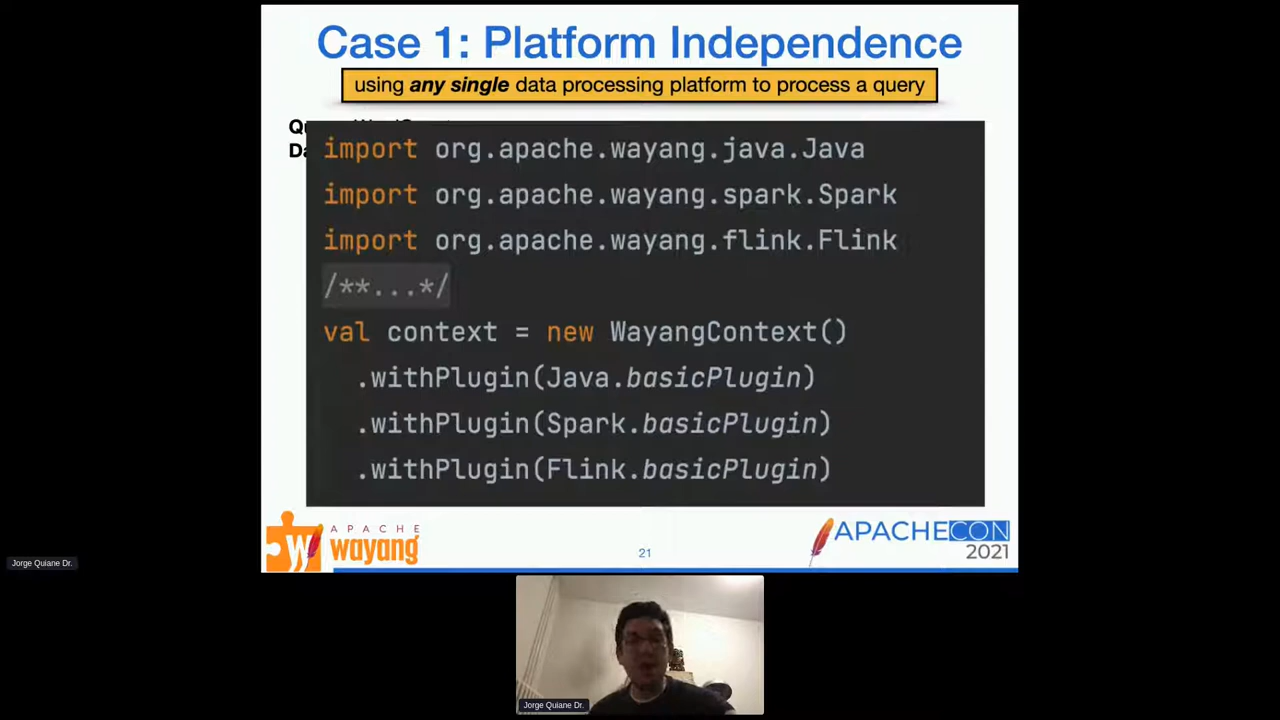 Case 1: Platform Independence
using any single data processing platform to process a query
import org.apache.wayang.java.Java
import org.apache.wayang.spark.Spark
import org.apache.wayang.flink.Flink
/**...*/
val context = new WayangContext()
.withPlugin(Java.basicPlugin)
.withPlugin(Spark.basicPlugin)
.withPlugin(Flink.basicPlugin)
APACHE
wayang
21
APACHECON
2021
Jorge Quiane Dr.
Jorge Quiane Dr.